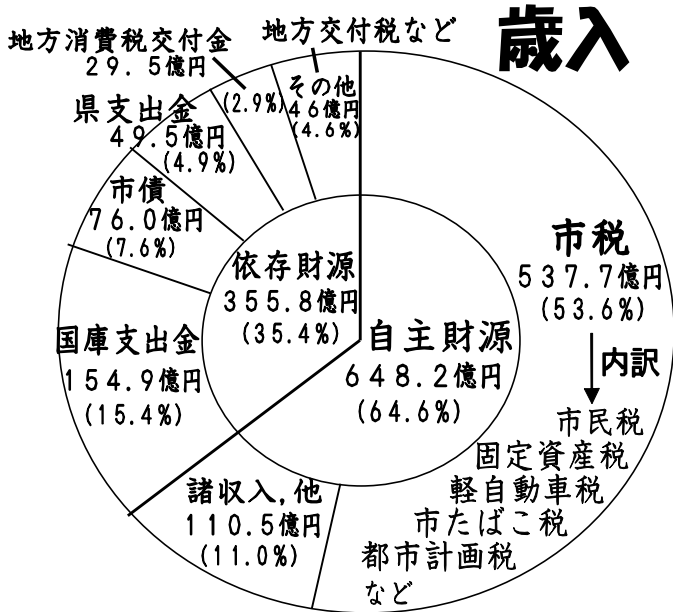 歳入
地方消費税交付金
29.5億円
(2.9%)
地方交付税など
その他
46億円
(4.6%)
県支出金
49.5億円
(4.9%)
市債
76.0億円
(7.6%)
国庫支出金
154.9億円
(15.4%)
依存財源
355.8億円
(35.4%)
自主財源
648.2億円
(64.6%)
市税
537.7億円
(53.6%)
内訳
市民税
固定資産税
軽自動車税
市たばこ税
都市計画税
など
諸収入,他
110.5億円
(11.0%)